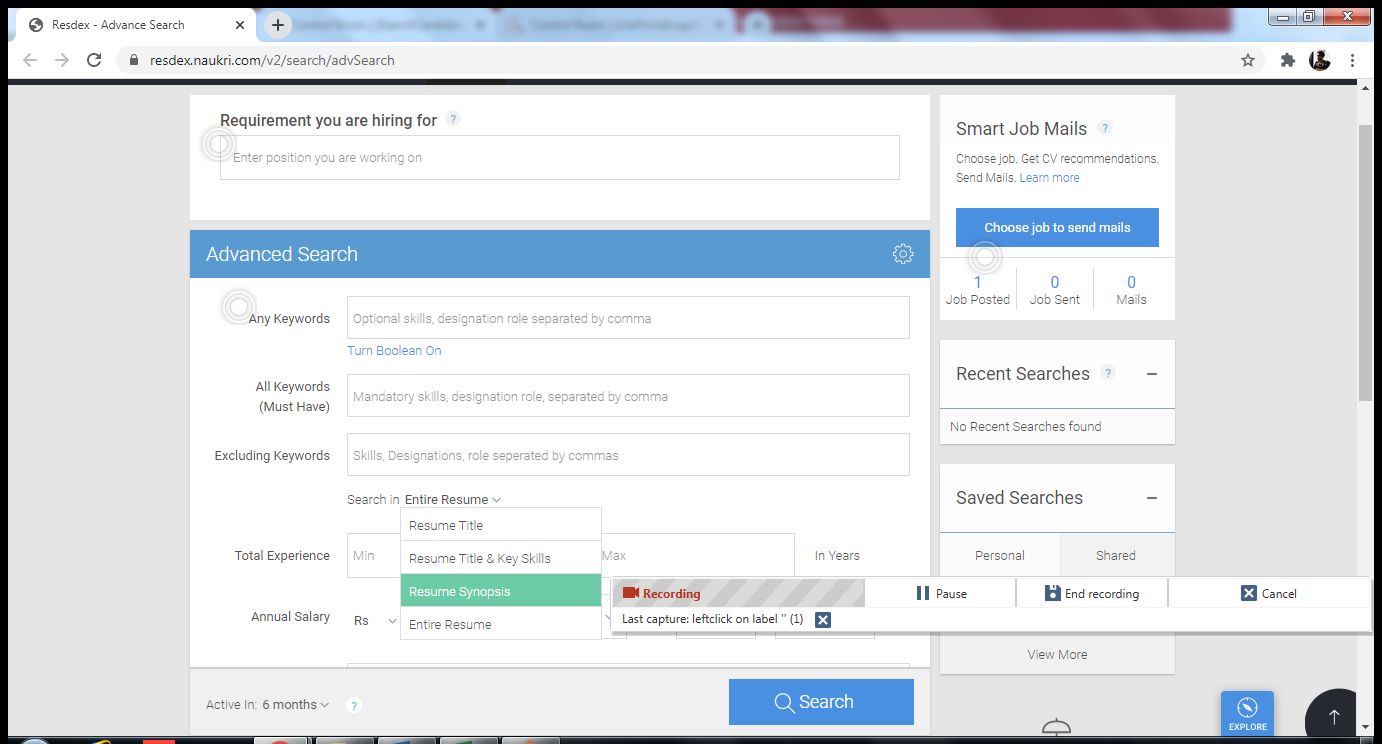 Resdex - Advance Search
resdex.naukri.com/v2/search/advSearch
Requirement you are hiring for ?
Enter position you are working on
Advanced Search
Any Keywords
Optional skills, designation role separated by comma
Turn Boolean On
All Keywords
(Must Have)
Mandatory skills, designation role, separated by comma
Excluding Keywords
Skills, Designations, role seperated by commas
Search in Entire Resume
Resume Title
Resume Title & Key Skills
Resume Synopsis
Entire Resume
Total Experience
Min
Max
In Years
Annual Salary
Rs
Active In: 6 months ?
Search
Smart Job Mails ?
Choose job. Get CV recommendations.
Send Mails. Learn more
Choose job to send mails
1 0 0
Job Posted Job Sent Mails
Recent Searches ?
No Recent Searches found
Saved Searches
Personal Shared
Recording
Pause
End recording
Cancel
Last capture: leftclick on label '' (1)
View More
EXPLORE